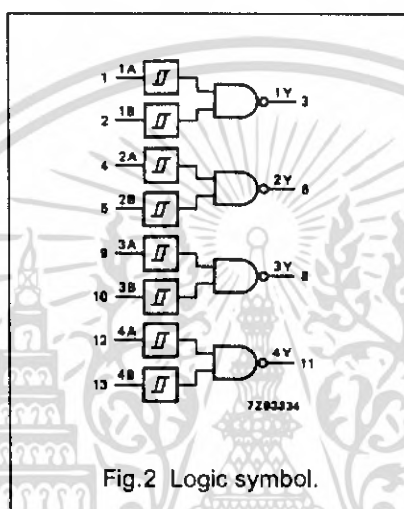 1 1A
1Y 3
2 1B
4 2A
2Y 6
5 2B
9 3A
3Y 8
10 3B
12 4A
4Y 11
13 4B
7Z93334
Fig.2 Logic symbol.